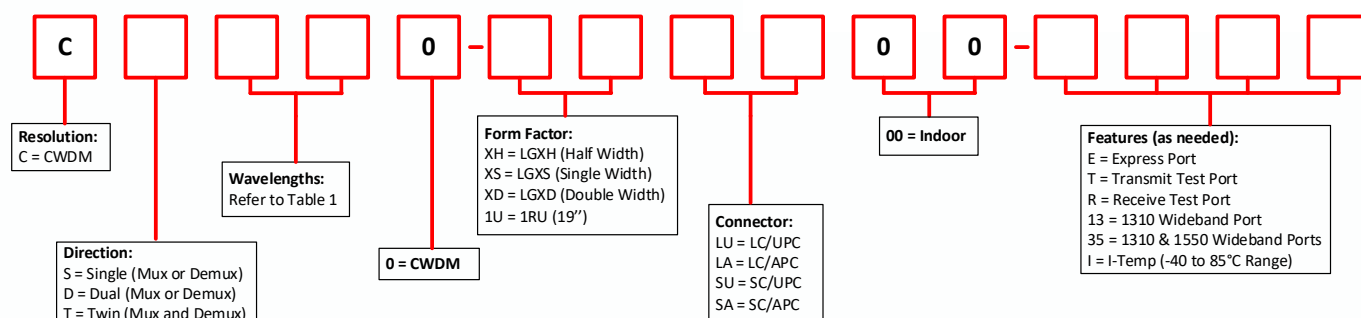 C 0 - 0 0 -
Resolution:
C = CWDM
Wavelengths:
Refer to Table 1
Direction:
S = Single (Mux or Demux)
D = Dual (Mux or Demux)
T = Twin (Mux and Demux)
0 = CWDM
Form Factor:
XH = LGXH (Half Width)
XS = LGXS (Single Width)
XD = LGXD (Double Width)
1U = 1RU (19’’)
Connector:
LU = LC/UPC
LA = LC/APC
SU = SC/UPC
SA = SC/APC
00 = Indoor
Features (as needed):
E = Express Port
T = Transmit Test Port
R = Receive Test Port
13 = 1310 Wideband Port
35 = 1310 & 1550 Wideband Ports
I = I-Temp (-40 to 85°C Range)